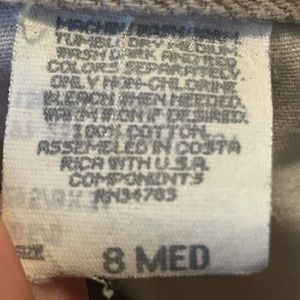 MACHINE WASH WARM
TUMBLE DRY MEDIUM.
WASH DARK AND RED
COLORS SEPARATELY.
ONLY NON-CHLORINE
BLEACH WHEN NEEDED.
WARM IRON IF DESIRED.
100% COTTON.
ASSEMBLED IN COSTA
RICA WITH U.S.A.
COMPONENTS
RN34783
SIZE 8 MED